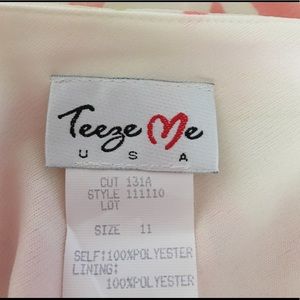 Teeze Me
USA
CUT 131A
STYLE 111110
LOT
SIZE 11
SELF:100%POLYESTER
LINING:
100%POLYESTER